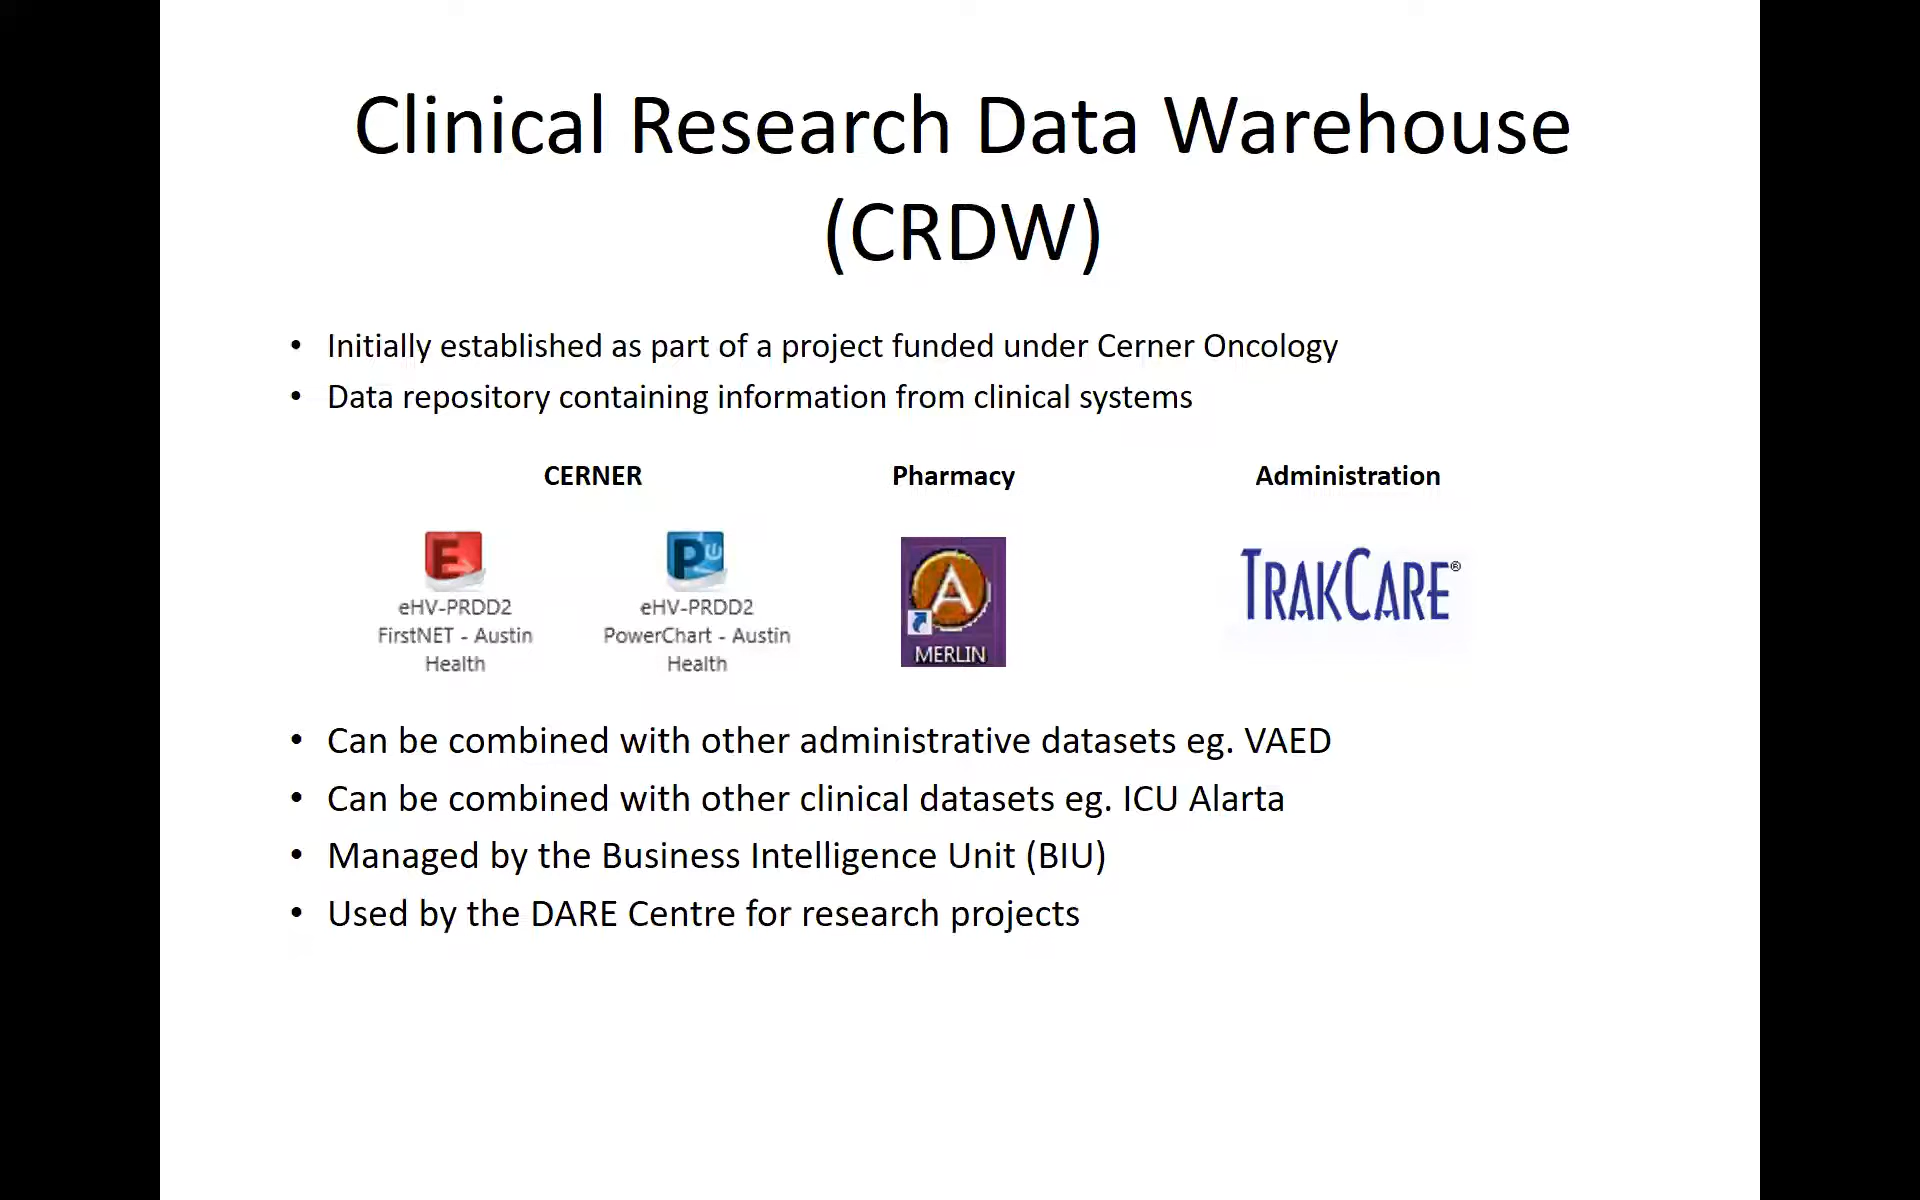 Clinical Research Data Warehouse
(CRDW)
• Initially established as part of a project funded under Cerner Oncology
• Data repository containing information from clinical systems
CERNER
Pharmacy
Administration
E
eHV-PRDD2
FirstNET - Austin
Health
P
eHV-PRDD2
PowerChart - Austin
Health
A
MERLIN
TRAKCARE®
• Can be combined with other administrative datasets eg. VAED
• Can be combined with other clinical datasets eg. ICU Alarta
• Managed by the Business Intelligence Unit (BIU)
• Used by the DARE Centre for research projects